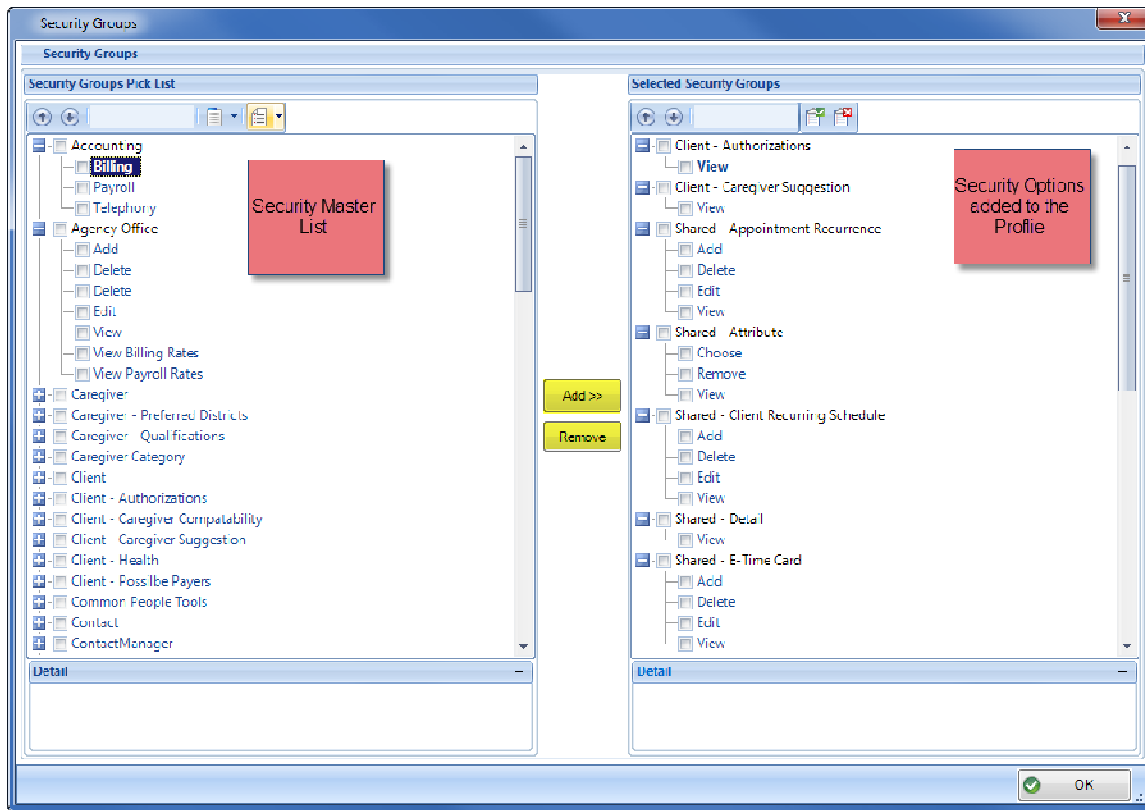 Security Groups
Security Groups
Security Groups Pick List
Accounting
Billing
Payroll
Telephony
Agency Office
Add
Delete
Delete
Edit
View
View Billing Rates
View Payroll Rates
Caregiver
Caregiver - Preferred Districts
Caregiver - Qualifications
Caregiver Category
Client
Client - Authorizations
Client - Caregiver Compatability
Client - Caregiver Suggestion
Client - Health
Client - Possilbe Payers
Common People Tools
Contact
ContactManager
Detail
Security Master
List
Add >>
Remove
Selected Security Groups
Client - Authorizations
View
Client - Caregiver Suggestion
View
Shared - Appointment Recurrence
Add
Delete
Edit
View
Shared - Attribute
Choose
Remove
View
Shared - Client Recurring Schedule
Add
Delete
Edit
View
Shared - Detail
View
Shared - E-Time Card
Add
Delete
Edit
View
Detail
Security Options
added to the
Proflie
OK